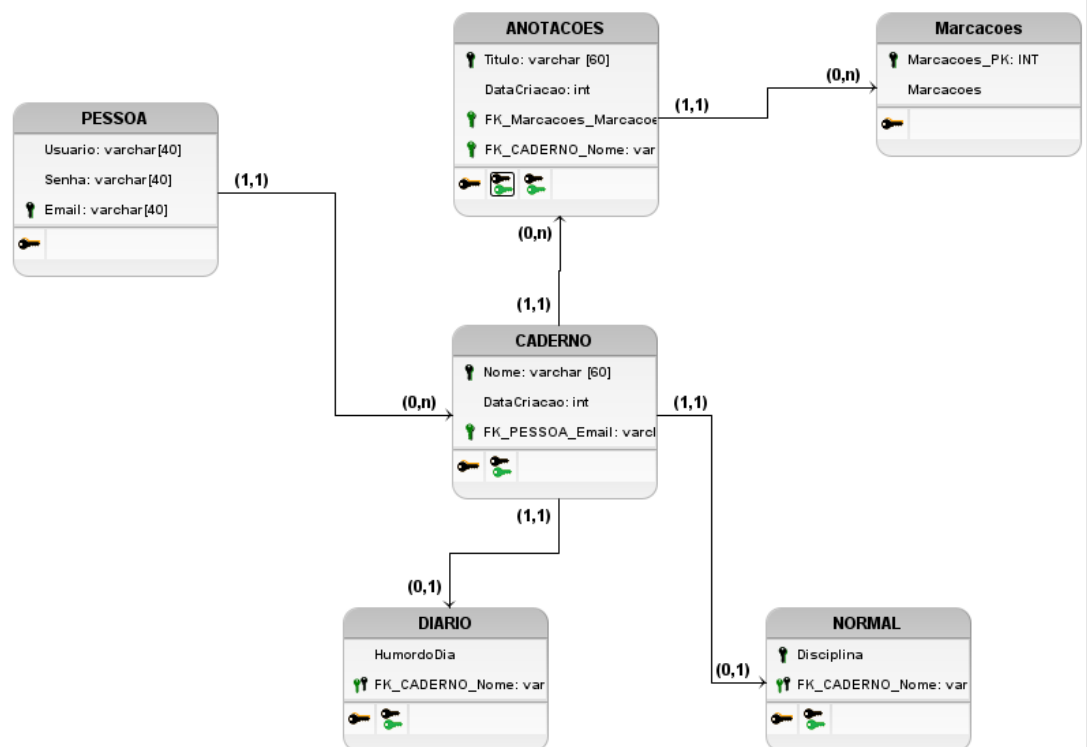 ANOTACOES
Titulo: varchar [60]
DataCriacao: int
FK_Marcacoes_Marcacoe
FK_CADERNO_Nome: var
Marcacoes
Marcacoes_PK: INT
Marcacoes
(1,1)
(0,n)
PESSOA
Usuario: varchar[40]
Senha: varchar[40]
Email: varchar[40]
(1,1)
(0,n)
(0,n)
(1,1)
CADERNO
Nome: varchar [60]
DataCriacao: int
FK_PESSOA_Email: varcl
(1,1)
(1,1)
(0,1)
(0,1)
DIARIO
HumordoDia
FK_CADERNO_Nome: var
NORMAL
Disciplina
FK_CADERNO_Nome: var